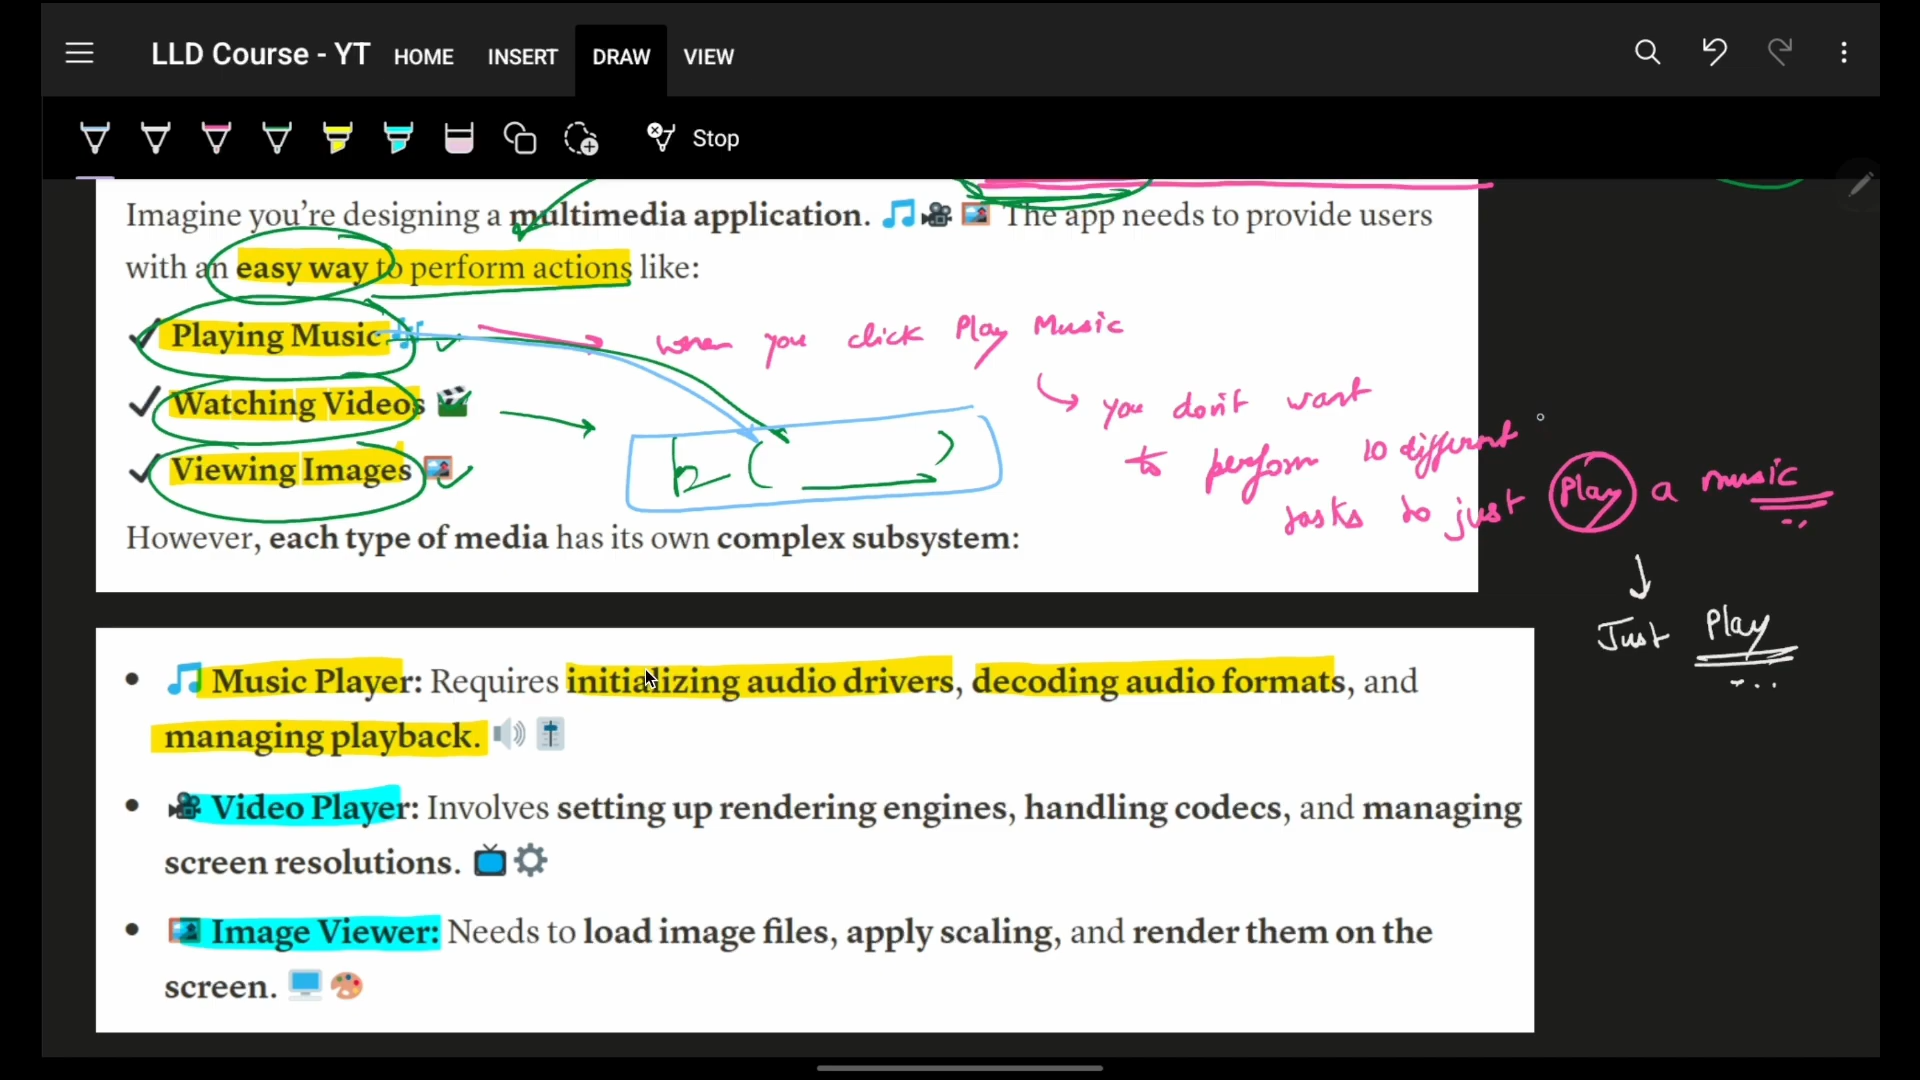 LLD Course - YT HOME INSERT DRAW VIEW
Stop
Imagine you're designing a multimedia application. The app needs to provide users
with an easy way to perform actions like:
Playing Music
when you click Play Music
Watching Videos
you don't want
Viewing Images
to perform 10 different
tasks to just Play a music
However, each type of media has its own complex subsystem:
Just Play
Music Player: Requires initializing audio drivers, decoding audio formats, and
managing playback.
Video Player: Involves setting up rendering engines, handling codecs, and managing
screen resolutions.
Image Viewer: Needs to load image files, apply scaling, and render them on the
screen.